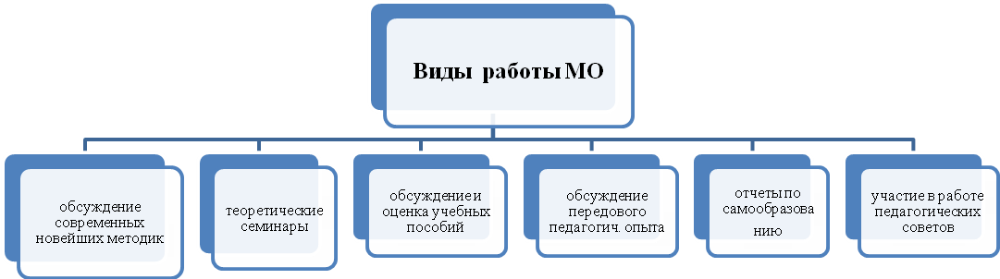 Виды работы МО
обсуждение
современных
новейших методик
теоретические
семинары
обсуждение и
оценка учебных
пособий
обсуждение
передового
педагогич. опыта
отчеты по
самообразова
нию
участие в работе
педагогических
советов